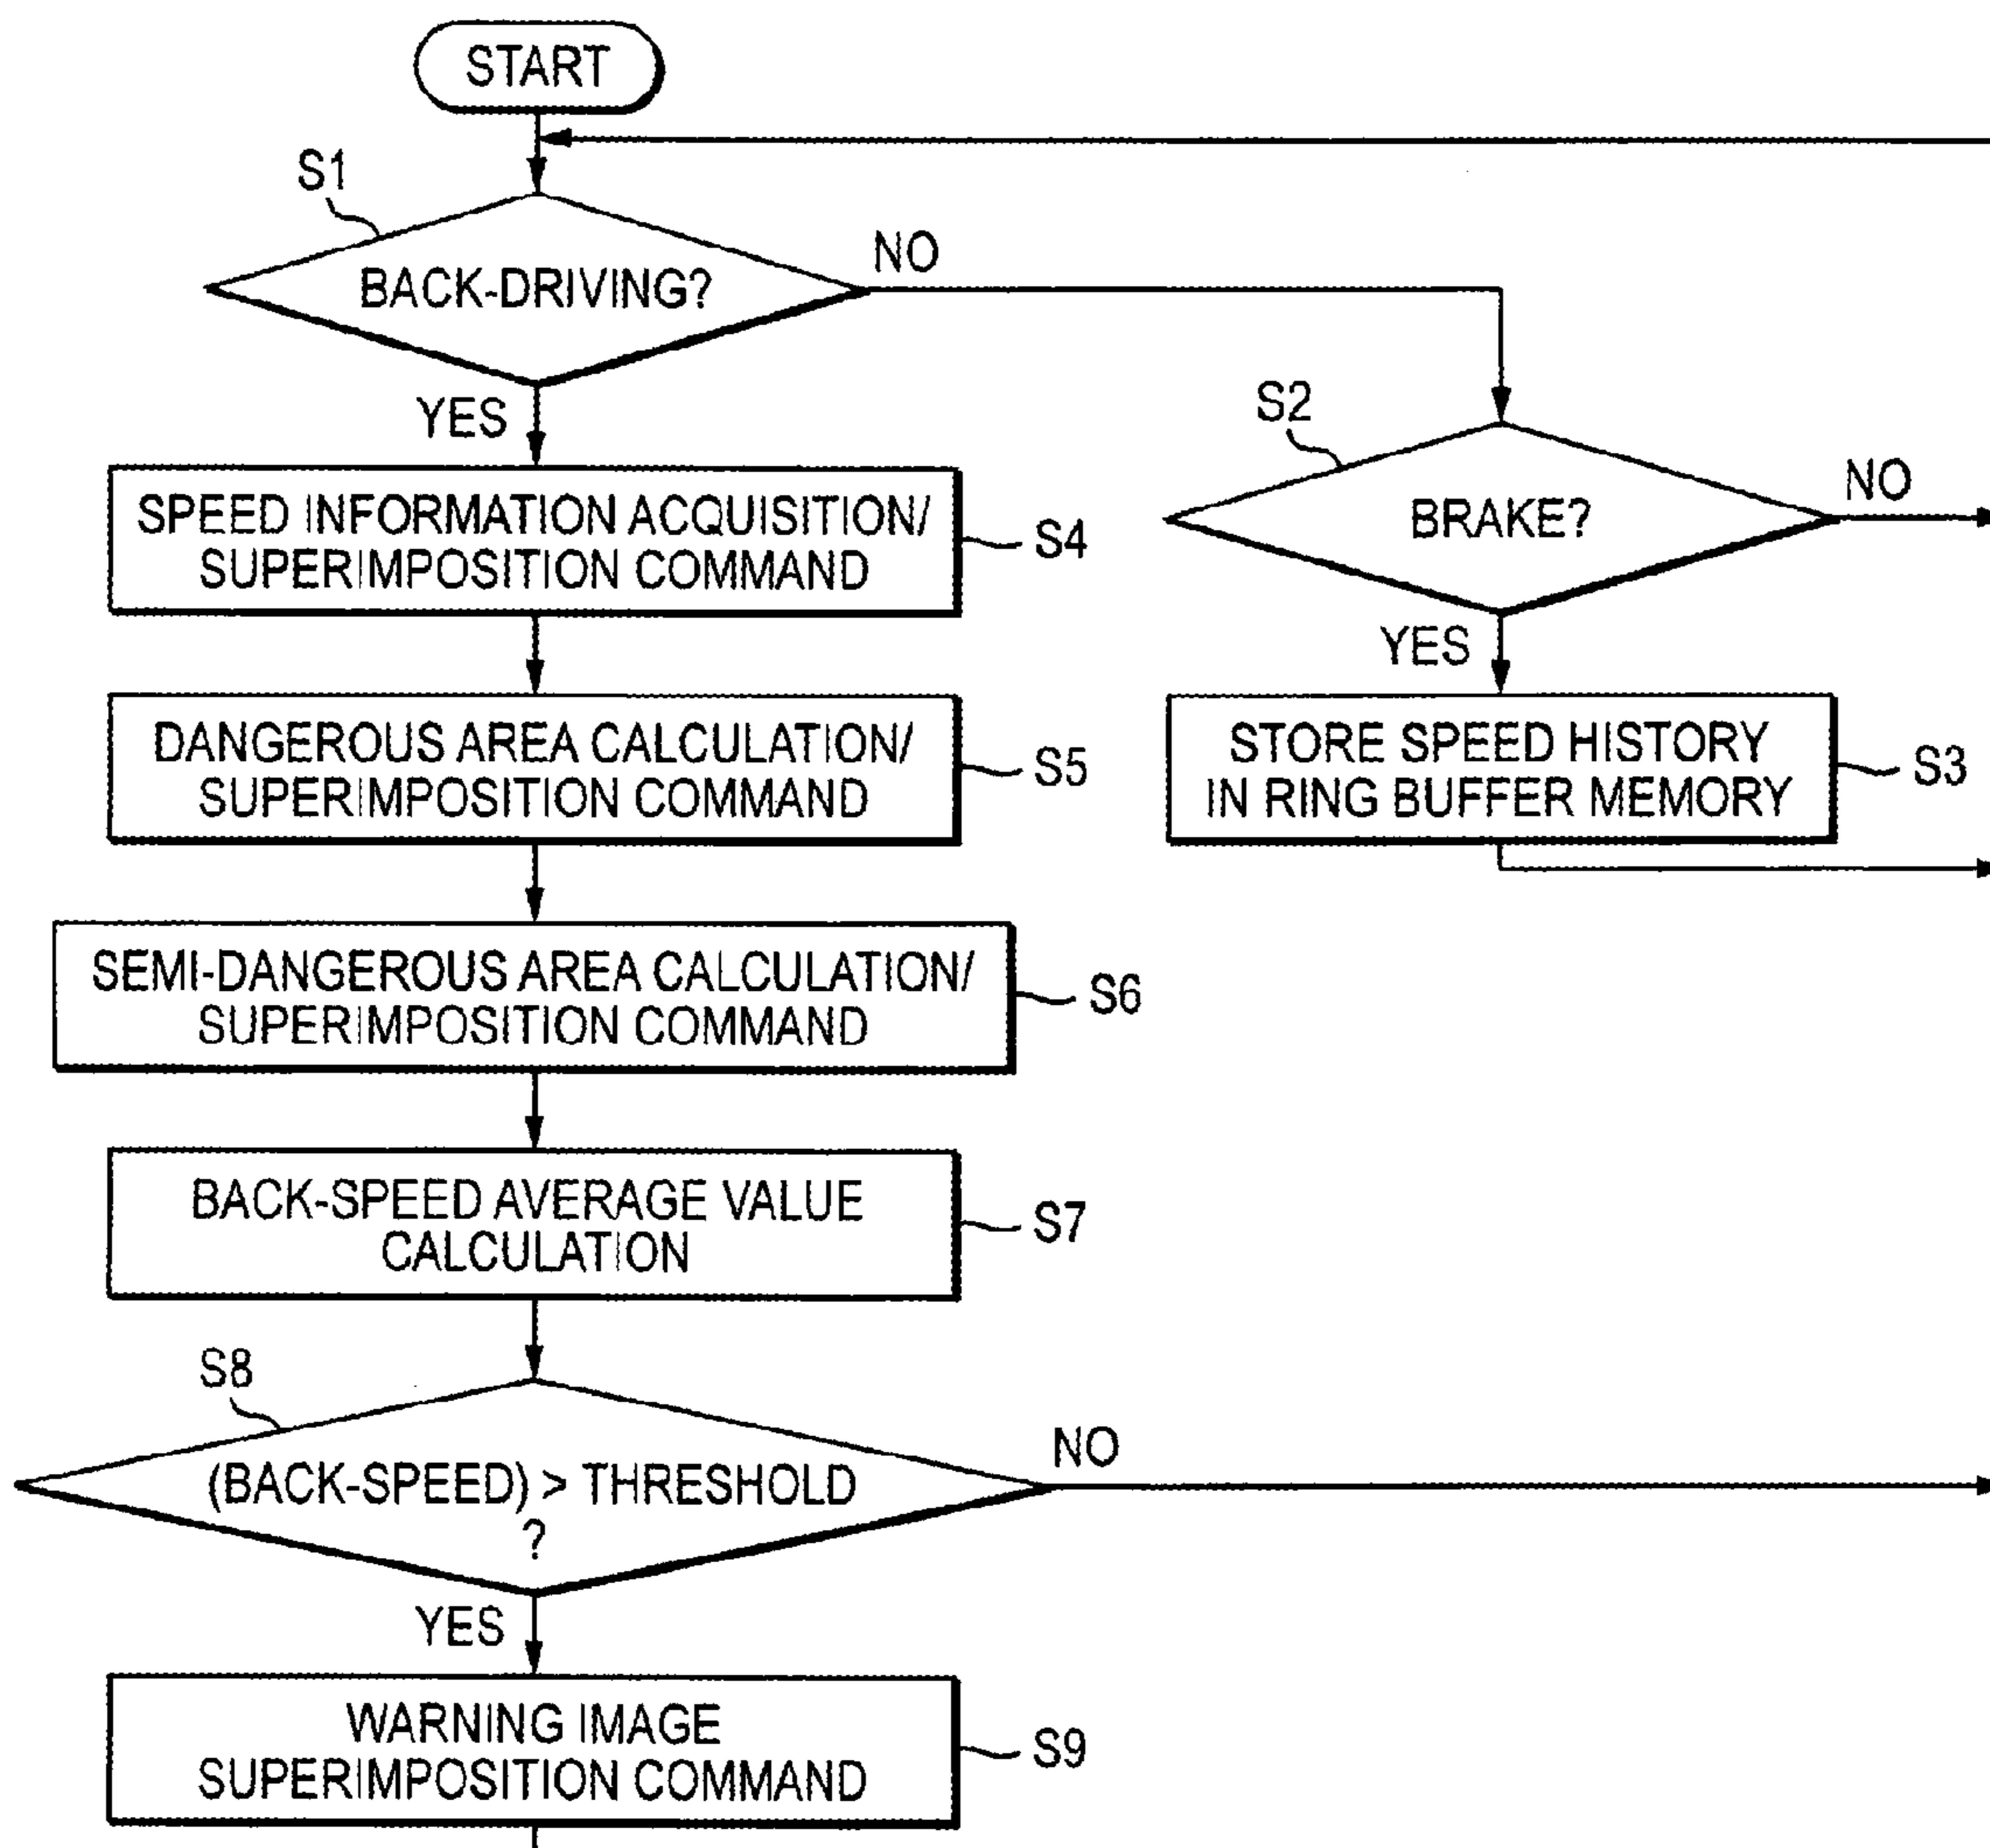 START
S1
BACK-DRIVING?
NO
YES
S2
BRAKE?
NO
YES
SPEED INFORMATION ACQUISITION/
SUPERIMPOSITION COMMAND
S4
DANGEROUS AREA CALCULATION/
SUPERIMPOSITION COMMAND
S5
STORE SPEED HISTORY
IN RING BUFFER MEMORY
S3
SEMI-DANGEROUS AREA CALCULATION/
SUPERIMPOSITION COMMAND
S6
BACK-SPEED AVERAGE VALUE
CALCULATION
S7
S8
(BACK-SPEED) > THRESHOLD
?
NO
YES
WARNING IMAGE
SUPERIMPOSITION COMMAND
S9